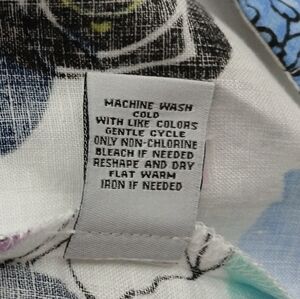 MACHINE WASH
COLD
WITH LIKE COLORS
GENTLE CYCLE
ONLY NON-CHLORINE
BLEACH IF NEEDED
RESHAPE AND DRY
FLAT WARM
IRON IF NEEDED